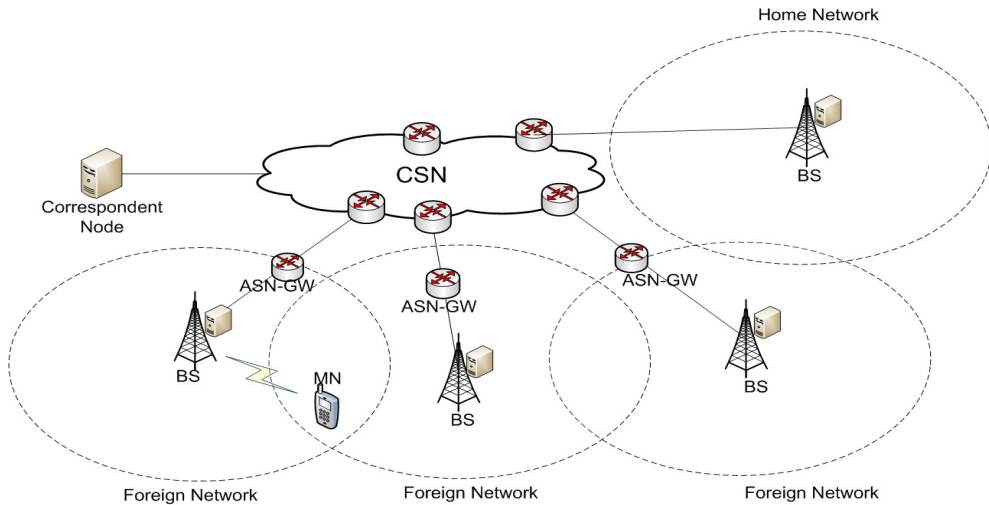 Home Network
BS
CSN
Correspondent
Node
ASN-GW
ASN-GW
ASN-GW
BS
MN
BS
BS
Foreign Network
Foreign Network
Foreign Network